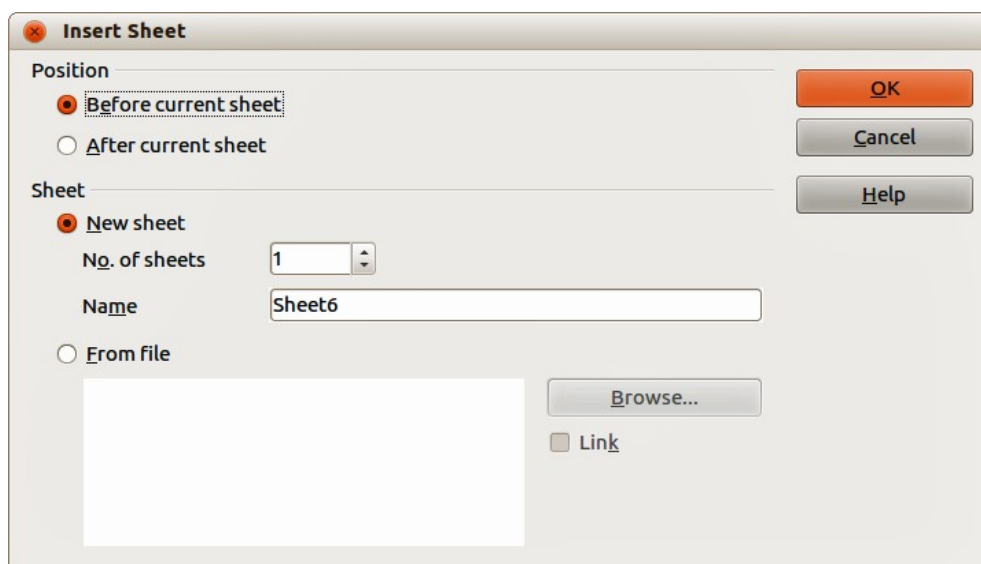 Insert Sheet
Position
Before current sheet
After current sheet
Sheet
New sheet
No. of sheets
1
Name
Sheet6
From file
Browse...
Link
OK
Cancel
Help